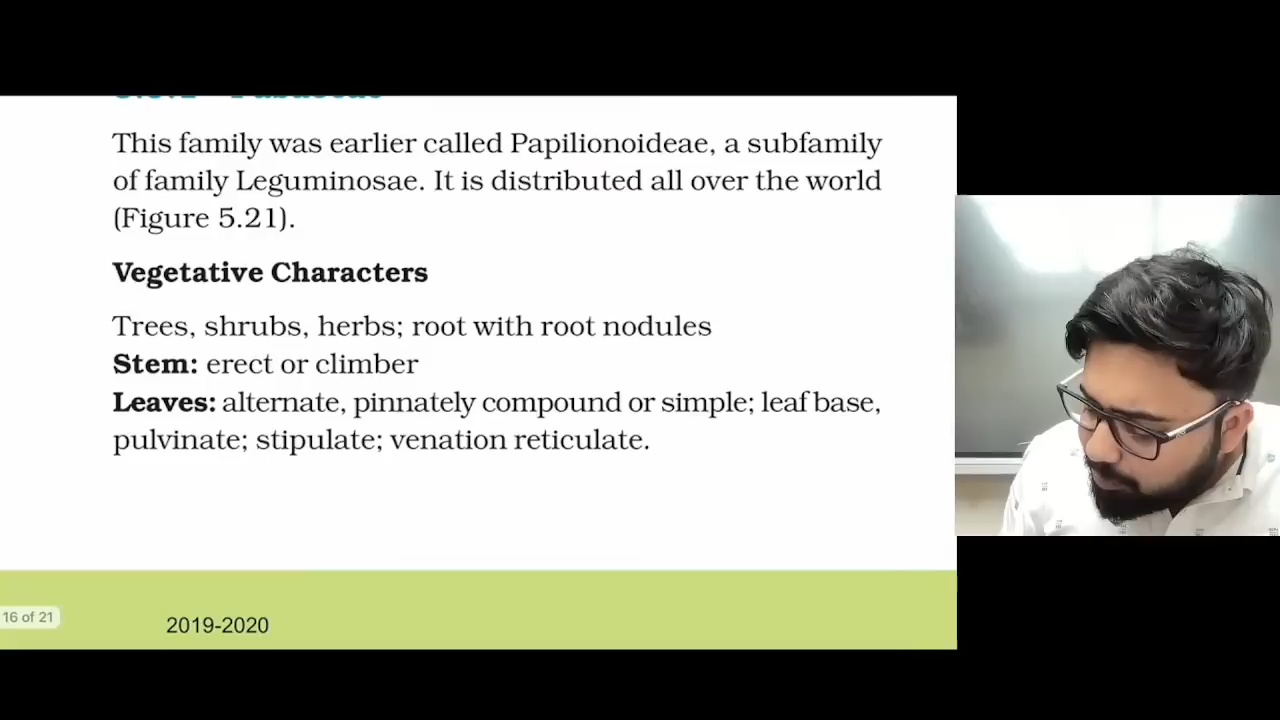 This family was earlier called Papilionoideae, a subfamily
of family Leguminosae. It is distributed all over the world
(Figure 5.21).
Vegetative Characters
Trees, shrubs, herbs; root with root nodules
Stem: erect or climber
Leaves: alternate, pinnately compound or simple; leaf base,
pulvinate; stipulate; venation reticulate.
16 of 21
2019-2020